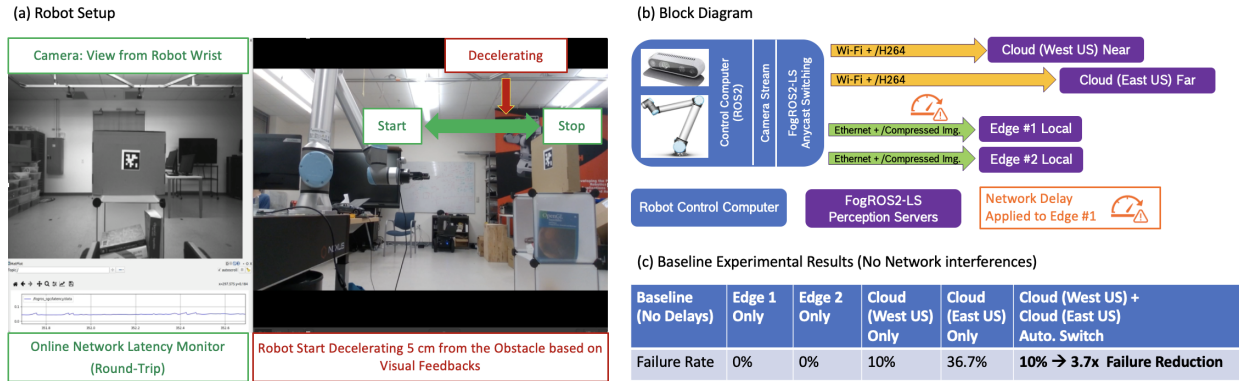 (a) Robot Setup
Camera: View from Robot Wrist
Decelerating
Start
Stop
Online Network Latency Monitor
(Round-Trip)
Robot Start Decelerating 5 cm from the Obstacle based on
Visual Feedbacks
(b) Block Diagram
Control Computer
(ROS2)
Camera Stream
FogROS2-LS
Anycast Switching
Wi-Fi + /H264
Cloud (West US) Near
Wi-Fi + /H264
Cloud (East US) Far
Ethernet + /Compressed Img.
Edge #1 Local
Ethernet + /Compressed Img.
Edge #2 Local
Robot Control Computer
FogROS2-LS
Perception Servers
Network Delay
Applied to Edge #1
(c) Baseline Experimental Results (No Network interferences)
Baseline
(No Delays)
Edge 1
Only
Edge 2
Only
Cloud
(West US)
Only
Cloud
(East US)
Only
Cloud (West US) +
Cloud (East US)
Auto. Switch
Failure Rate
0%
0%
10%
36.7%
10% → 3.7x Failure Reduction